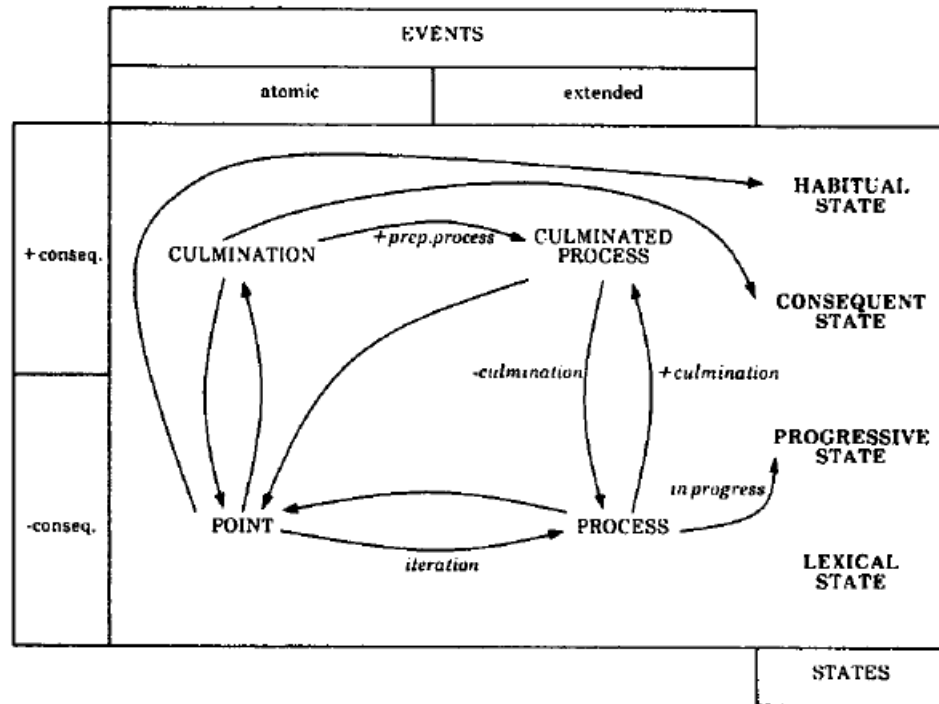 EVENTS
atomic
extended
HABITUAL
STATE
+prep.process
+conseq.
CULMINATION
CULMINATED
PROCESS
CONSEQUENT
STATE
-culmination
+culmination
PROGRESSIVE
STATE
in progress
-conseq.
POINT
PROCESS
iteration
LEXICAL
STATE
STATES